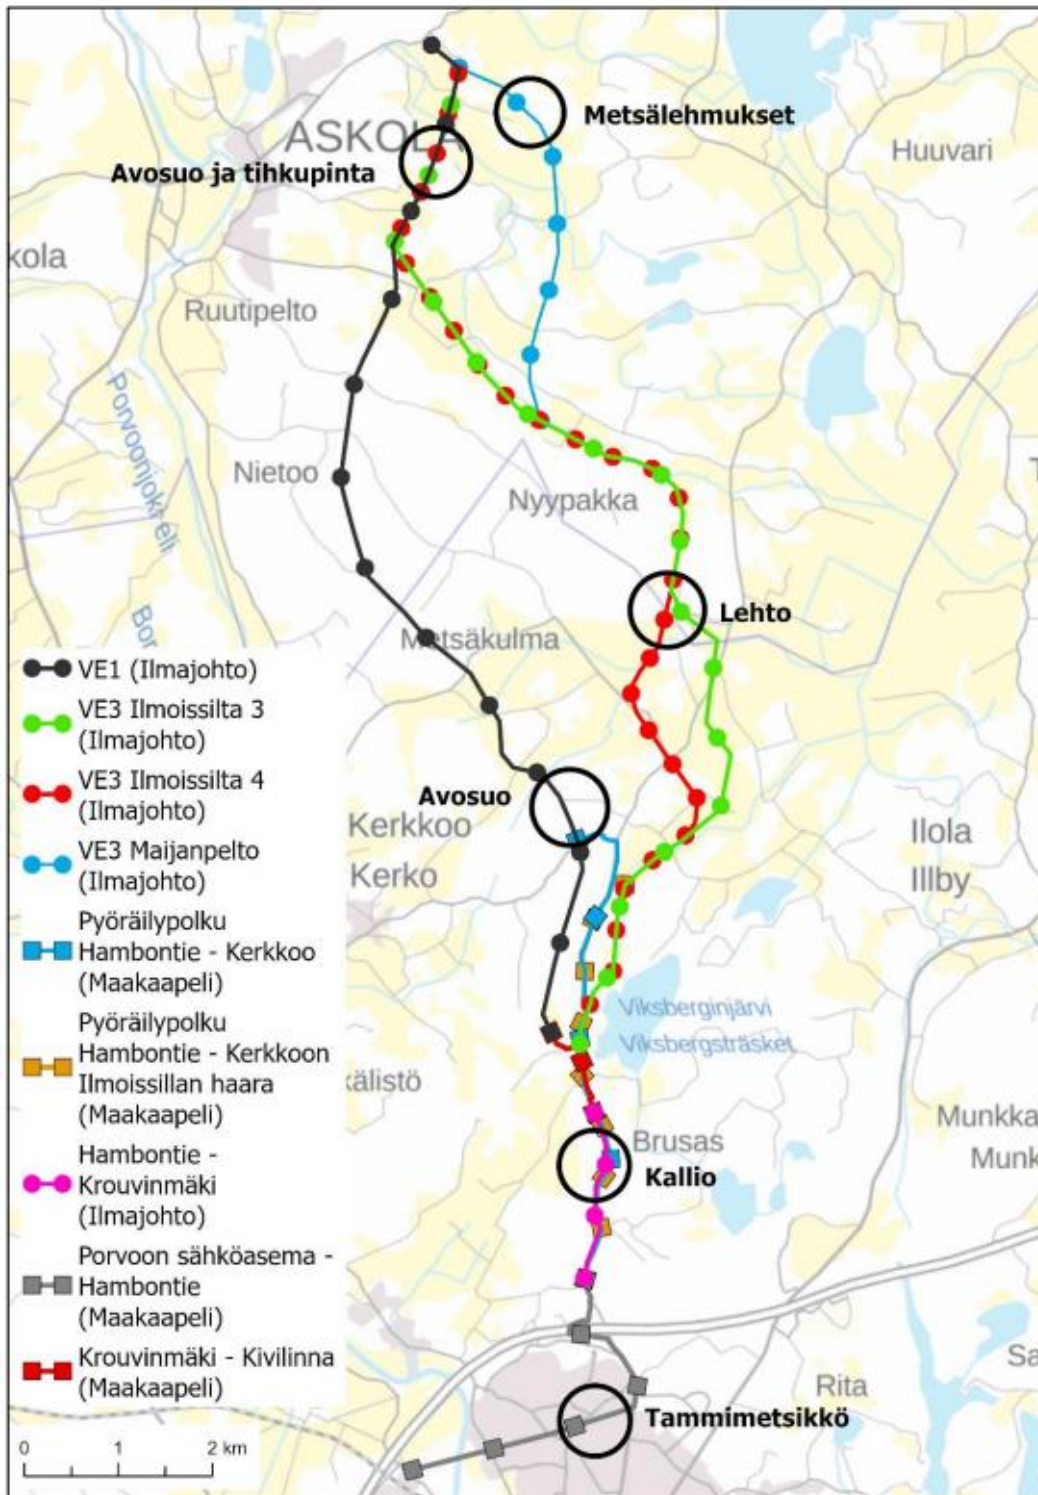 Metsälehmukset
ASKOLA
Huuvari
Avosuo ja tihkupinta
kola
Ruutipelto
Porvoonjoki eli
Nietoo
Nyypakka
Lehto
Bor
Metsäkulma
VE1 (Ilmajohto)
VE3 Ilmoissilta 3
(Ilmajohto)
VE3 Ilmoissilta 4
(Ilmajohto)
VE3 Maijanpelto
(Ilmajohto)
Pyöräilypolku
Hambontie - Kerkkoo
(Maakaapeli)
Pyöräilypolku
Hambontie - Kerkkoon
Ilmoissillan haara
(Maakaapeli)
Hambontie -
Krouvinmäki
(Ilmajohto)
Porvoon sähköasema -
Hambontie
(Maakaapeli)
Krouvinmäki - Kivilinna
(Maakaapeli)
Avosuo
Kerkkoo
Kerko
Ilola
Illby
Viksberginjärvi
Viksbergsträsket
kälistö
Brusas
Munkka
Munk
Kallio
Sa
Rita
Tammimetsikkö
0 1 2 km